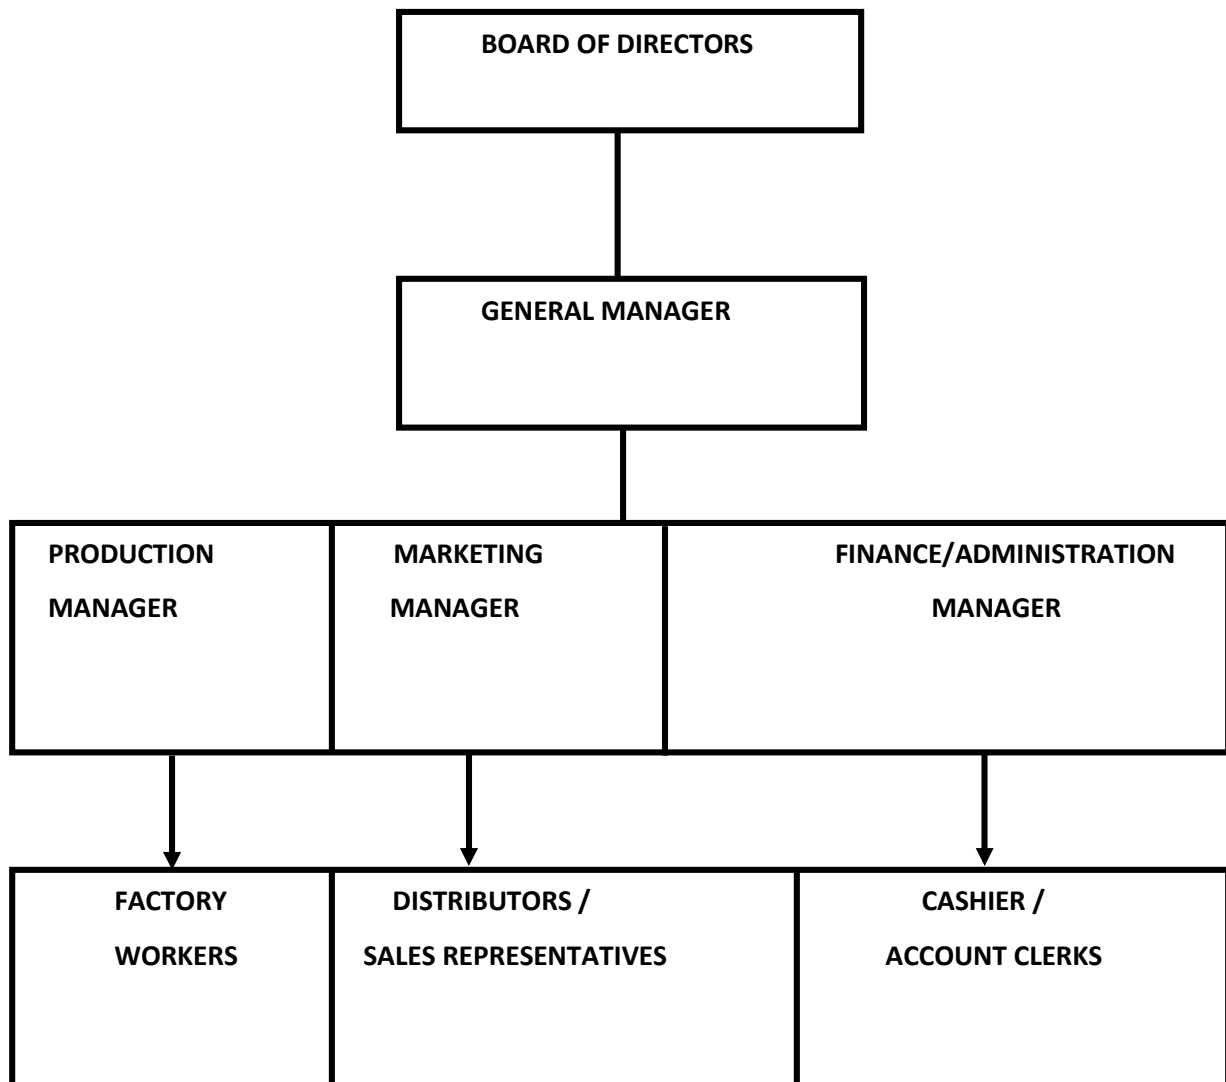 BOARD OF DIRECTORS
GENERAL MANAGER
PRODUCTION
MANAGER
MARKETING
MANAGER
FINANCE/ADMINISTRATION
MANAGER
FACTORY
WORKERS
DISTRIBUTORS /
SALES REPRESENTATIVES
CASHIER /
ACCOUNT CLERKS